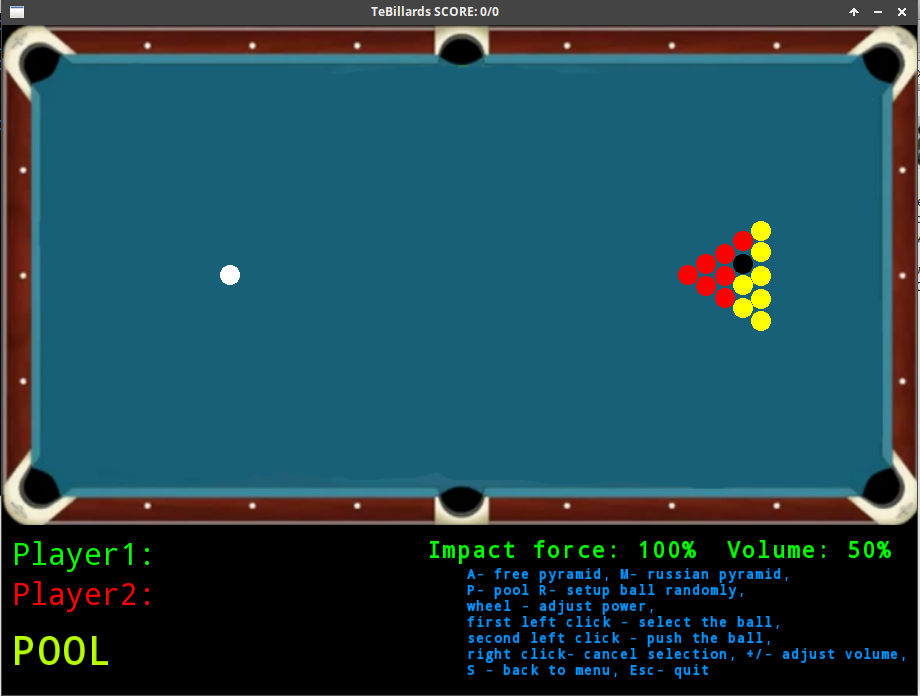 TeBillards SCORE: 0/0
Player1:
Player2:
POOL
Impact force: 100% Volume: 50%
A- free pyramid, M- russian pyramid,
P- pool R- setup ball randomly,
wheel - adjust power,
first left click - select the ball,
second left click - push the ball,
right click- cancel selection, +/- adjust volume,
S - back to menu, Esc- quit